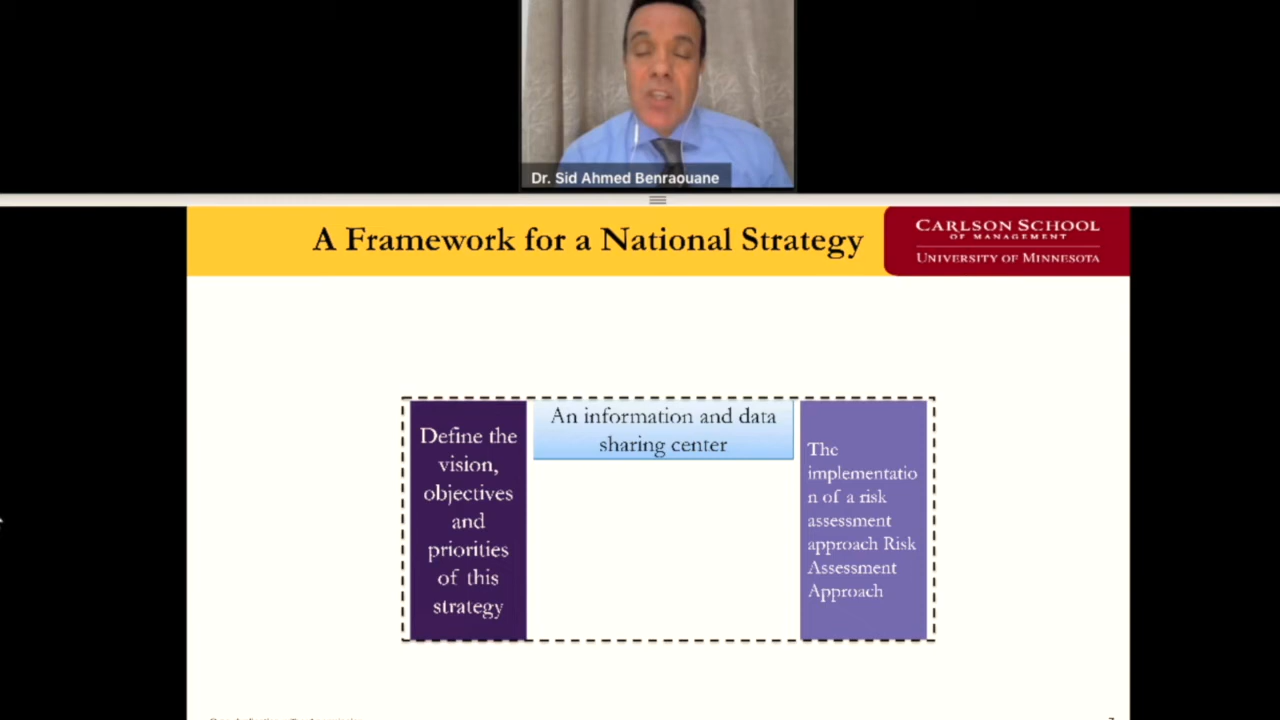 Dr. Sid Ahmed Benraouane
A Framework for a National Strategy
CARLSON SCHOOL
OF MANAGEMENT
UNIVERSITY OF MINNESOTA
Define the
vision,
objectives
and
priorities
of this
strategy
An information and data
sharing center
The
implementatio
n of a risk
assessment
approach Risk
Assessment
Approach